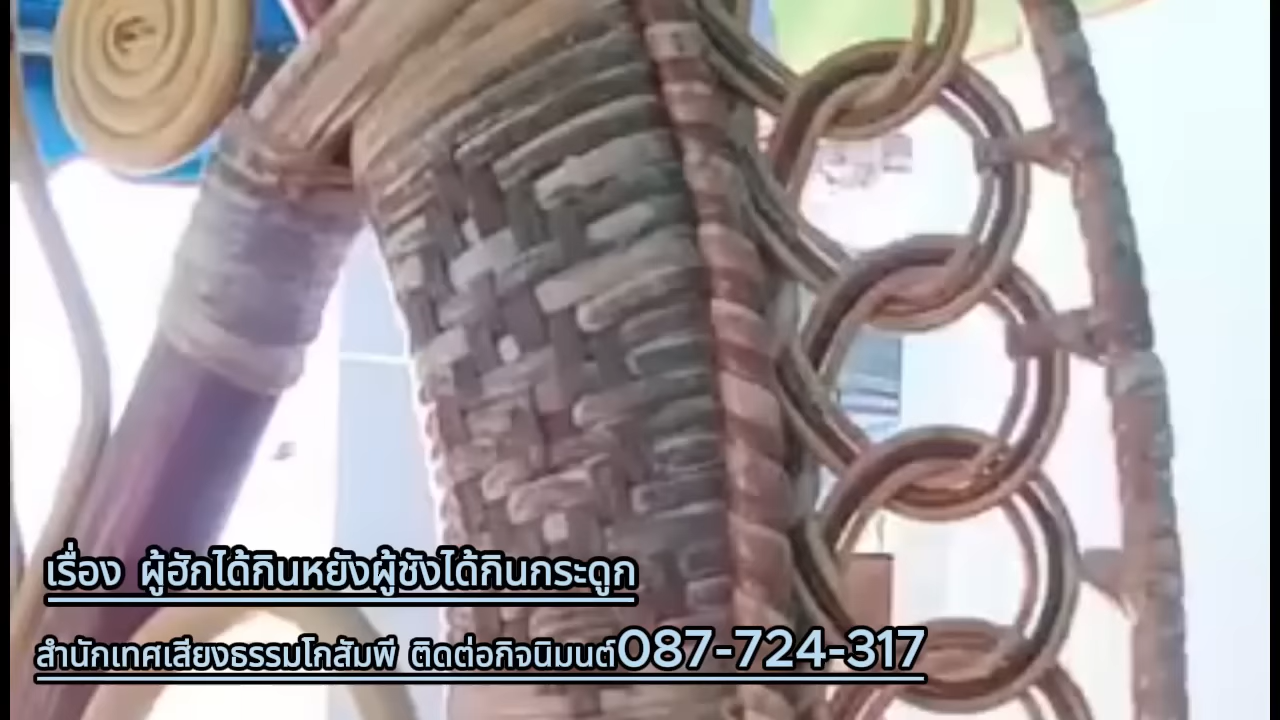 เรื่อง ผู้ฮักได้กินหยังผู้ชังได้กินกระดูก
สำนักเทศเสียงธรรมโกสัมพี ติดต่อกิจนิมนต์087-724-317